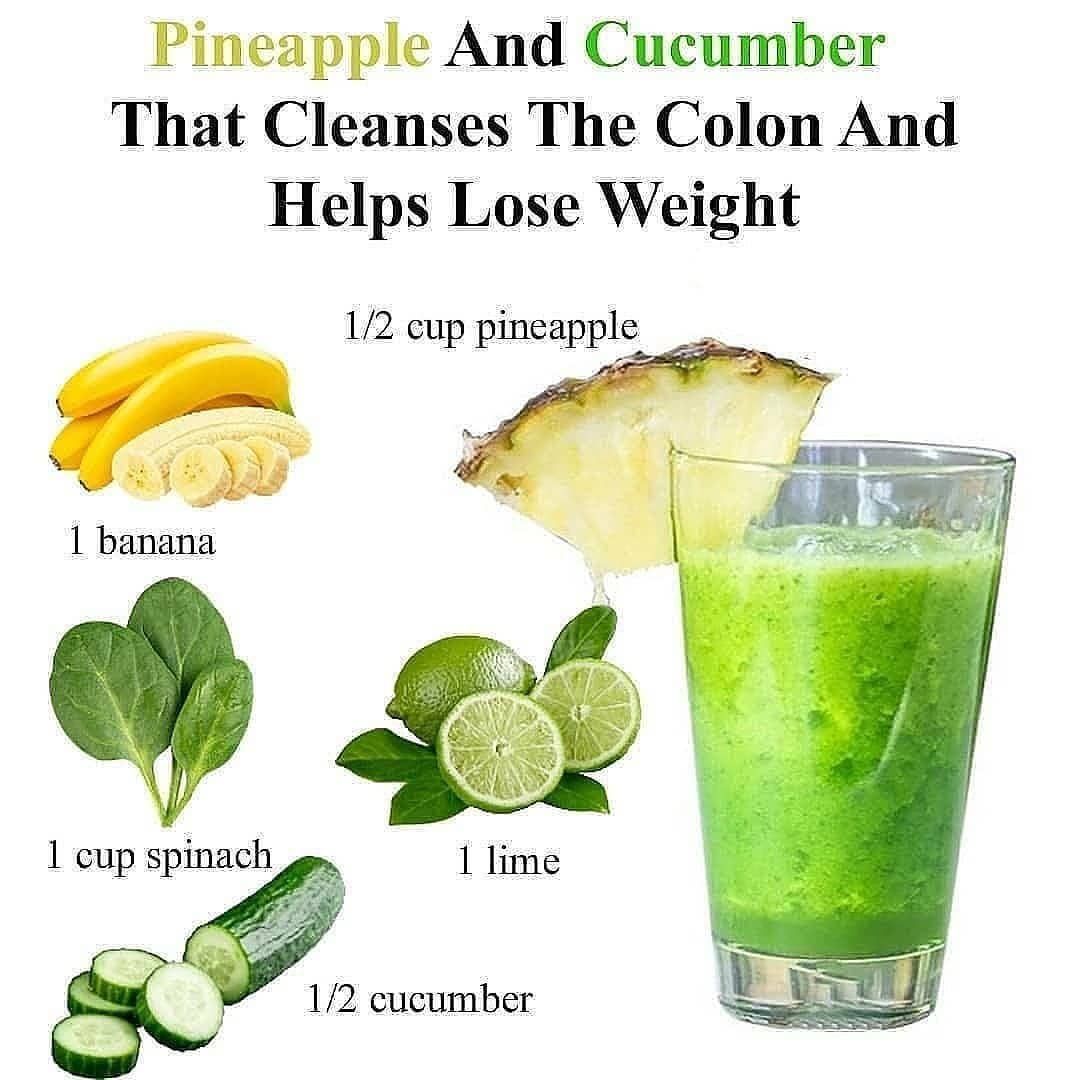 Pineapple And Cucumber
That Cleanses The Colon And
Helps Lose Weight
1/2 cup pineapple
1 banana
1 cup spinach
1 lime
1/2 cucumber